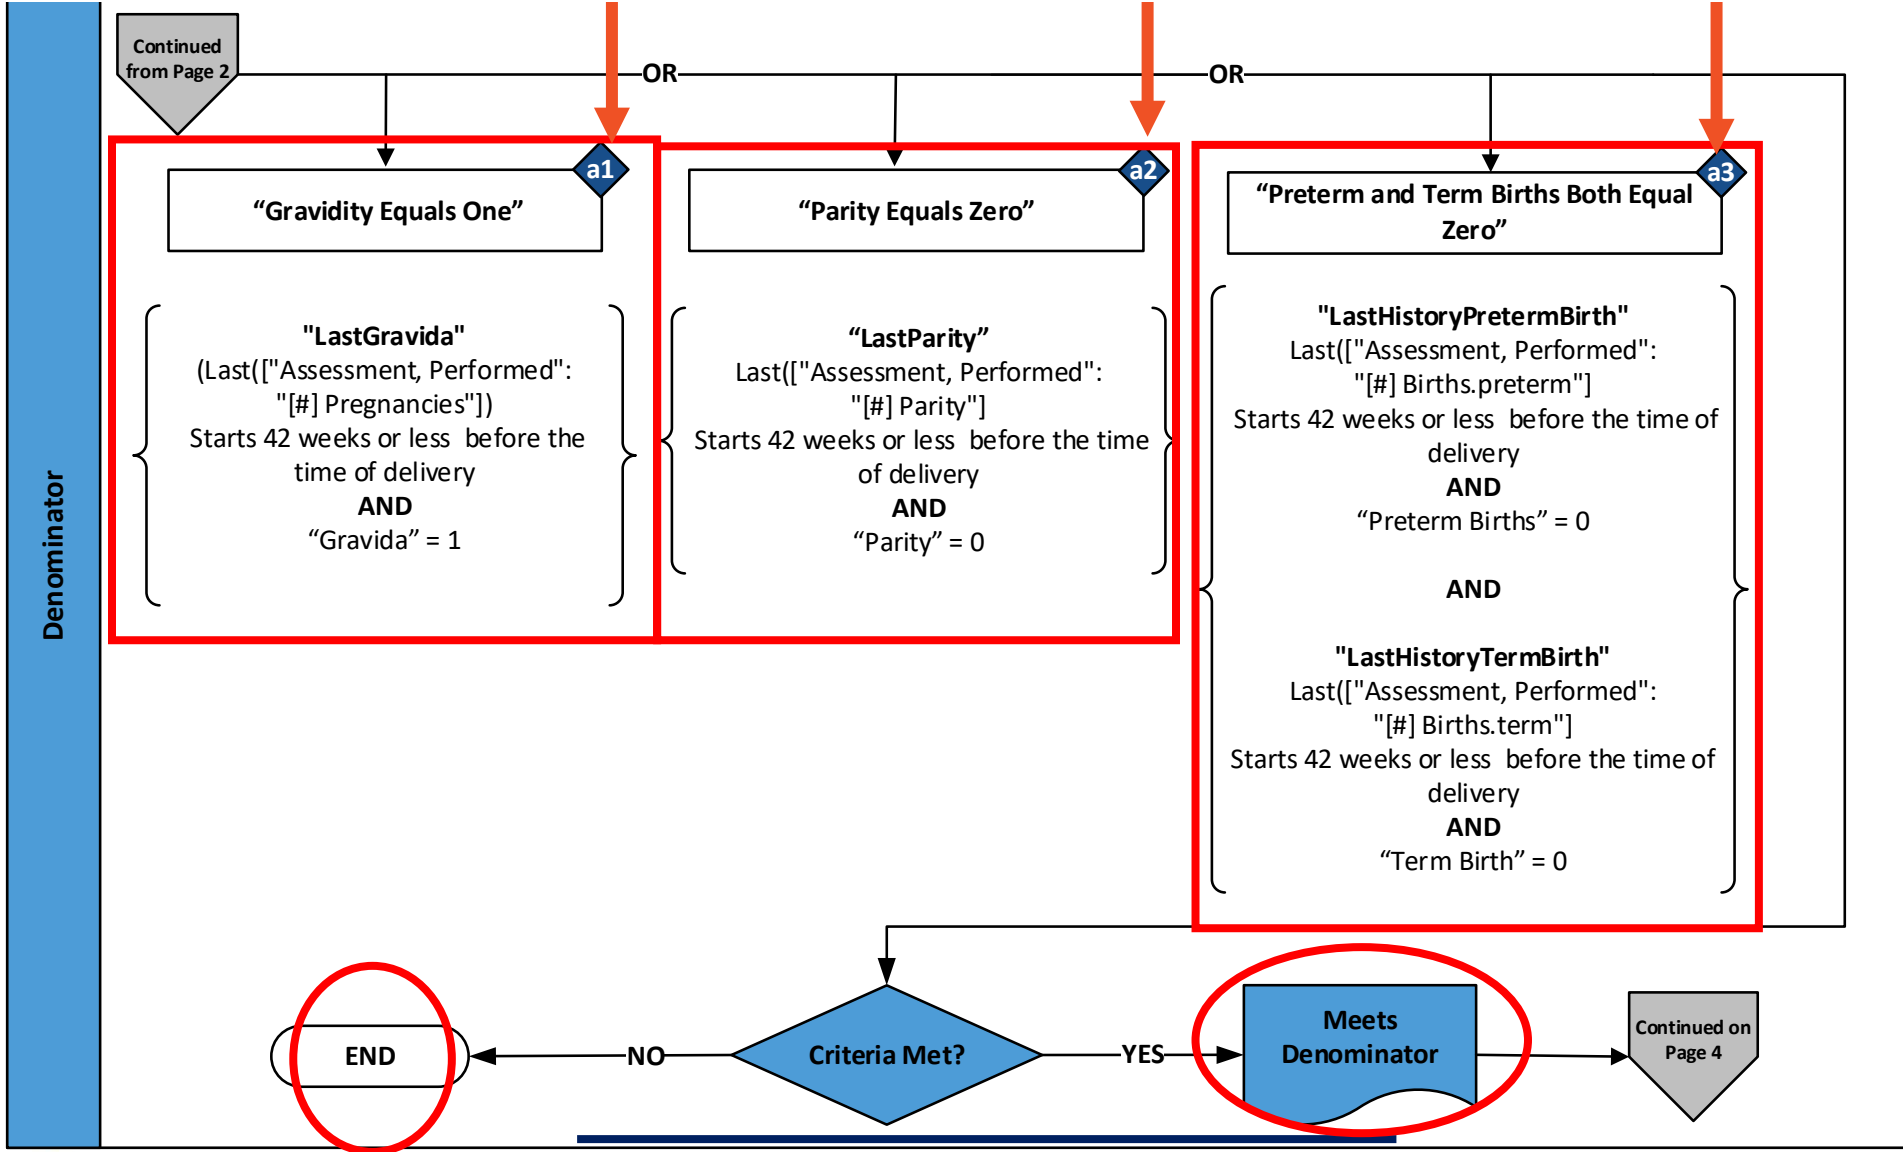 Continued
from Page 2
OR
OR
a1
a2
a3
“Gravidity Equals One”
“Parity Equals Zero”
“Preterm and Term Births Both Equal
Zero”
"LastGravida"
(Last(["Assessment, Performed":
"[#] Pregnancies"])
Starts 42 weeks or less  before the
time of delivery
AND
“Gravida” = 1
“LastParity”
Last(["Assessment, Performed":
"[#] Parity"]
Starts 42 weeks or less  before the time
of delivery
AND
“Parity” = 0
"LastHistoryPretermBirth"
Last(["Assessment, Performed":
"[#] Births.preterm"]
Starts 42 weeks or less  before the time of
delivery
AND
“Preterm Births” = 0
AND
"LastHistoryTermBirth"
Last(["Assessment, Performed":
"[#] Births.term"]
Starts 42 weeks or less  before the time of
delivery
AND
“Term Birth” = 0
Denominator
END
NO
Criteria Met?
YES
Meets
Denominator
Continued on
Page 4